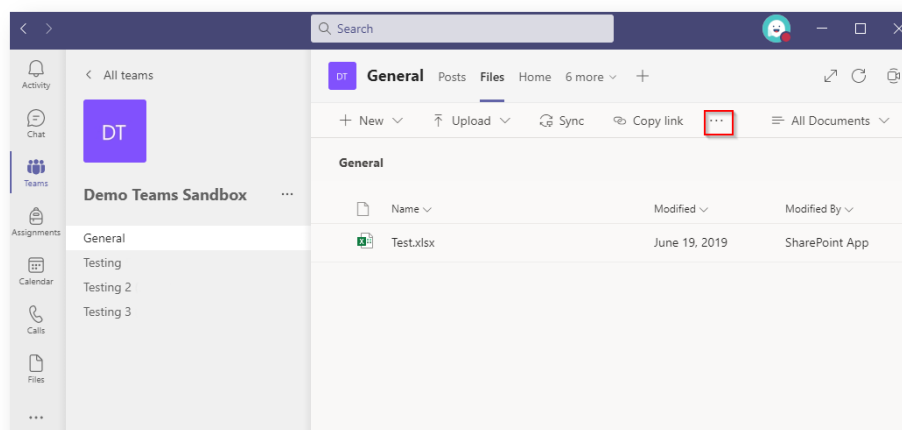 Search
Activity
Chat
Teams
Assignments
Calendar
Calls
Files
All teams
DT
Demo Teams Sandbox
General
Testing
Testing 2
Testing 3
DT General Posts Files Home 6 more
New Upload Sync Copy link All Documents
General
Name Modified Modified By
Test.xlsx June 19, 2019 SharePoint App